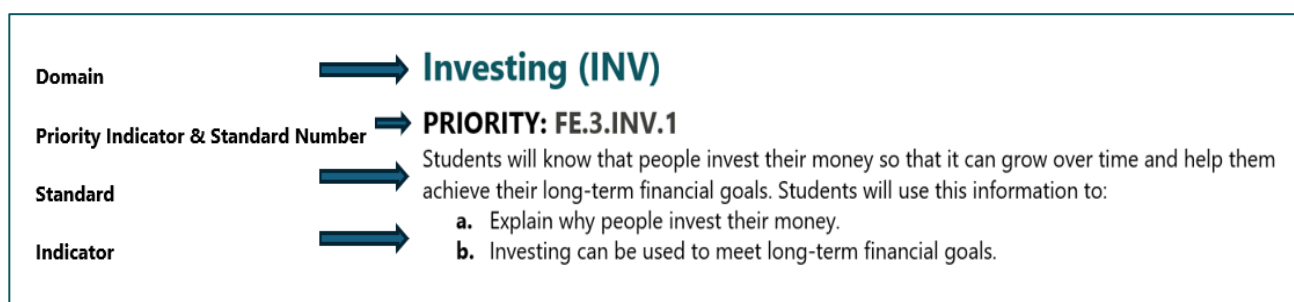 Domain
Investing (INV)
Priority Indicator & Standard Number
PRIORITY: FE.3.INV.1
Standard
Students will know that people invest their money so that it can grow over time and help them
achieve their long-term financial goals. Students will use this information to:
Indicator
a. Explain why people invest their money.
b. Investing can be used to meet long-term financial goals.